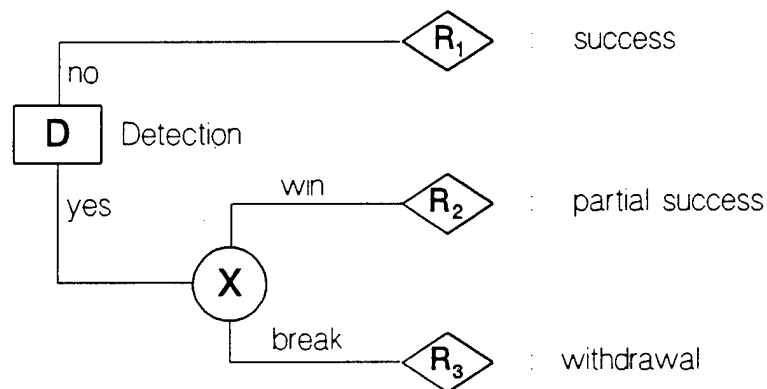 R1 : success
no
D Detection
yes
win
R2 : partial success
X
break
R3 : withdrawal